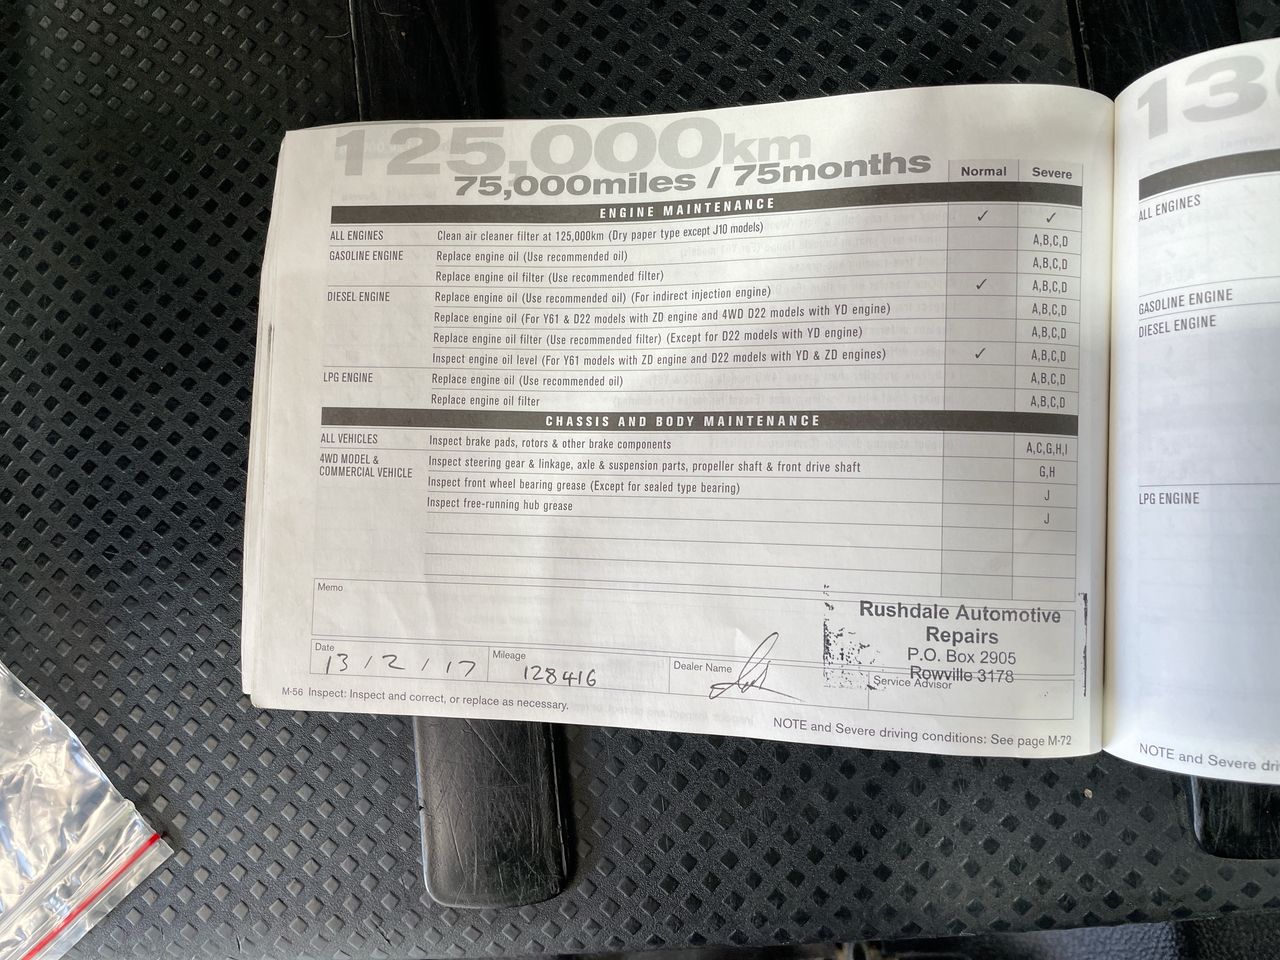 125,000km
75,000miles / 75months
Normal Severe
ENGINE MAINTENANCE
ALL ENGINES Clean air cleaner filter at 125,000km (Dry paper type except J10 models) ✓ ✓
GASOLINE ENGINE Replace engine oil (Use recommended oil) A,B,C,D
Replace engine oil filter (Use recommended filter) A,B,C,D
DIESEL ENGINE Replace engine oil (Use recommended oil) (For indirect injection engine) ✓ A,B,C,D
Replace engine oil (For Y61 & D22 models with ZD engine and 4WD D22 models with YD engine) A,B,C,D
Replace engine oil filter (Use recommended filter) (Except for D22 models with YD engine) A,B,C,D
Inspect engine oil level (For Y61 models with ZD engine and D22 models with YD & ZD engines) ✓ A,B,C,D
LPG ENGINE Replace engine oil (Use recommended oil) A,B,C,D
Replace engine oil filter A,B,C,D
CHASSIS AND BODY MAINTENANCE
ALL VEHICLES Inspect brake pads, rotors & other brake components A,C,G,H,I
4WD MODEL & COMMERCIAL VEHICLE Inspect steering gear & linkage, axle & suspension parts, propeller shaft & front drive shaft G,H
Inspect front wheel bearing grease (Except for sealed type bearing) J
Inspect free-running hub grease J
Memo
Rushdale Automotive
Repairs
P.O. Box 2905
Rowville 3178
Date 13/2/17 Mileage 128416 Dealer Name Service Advisor
M-56 Inspect: Inspect and correct, or replace as necessary.
NOTE and Severe driving conditions: See page M-72
13
ALL ENGINES
GASOLINE ENGINE
DIESEL ENGINE
LPG ENGINE
NOTE and Severe dri